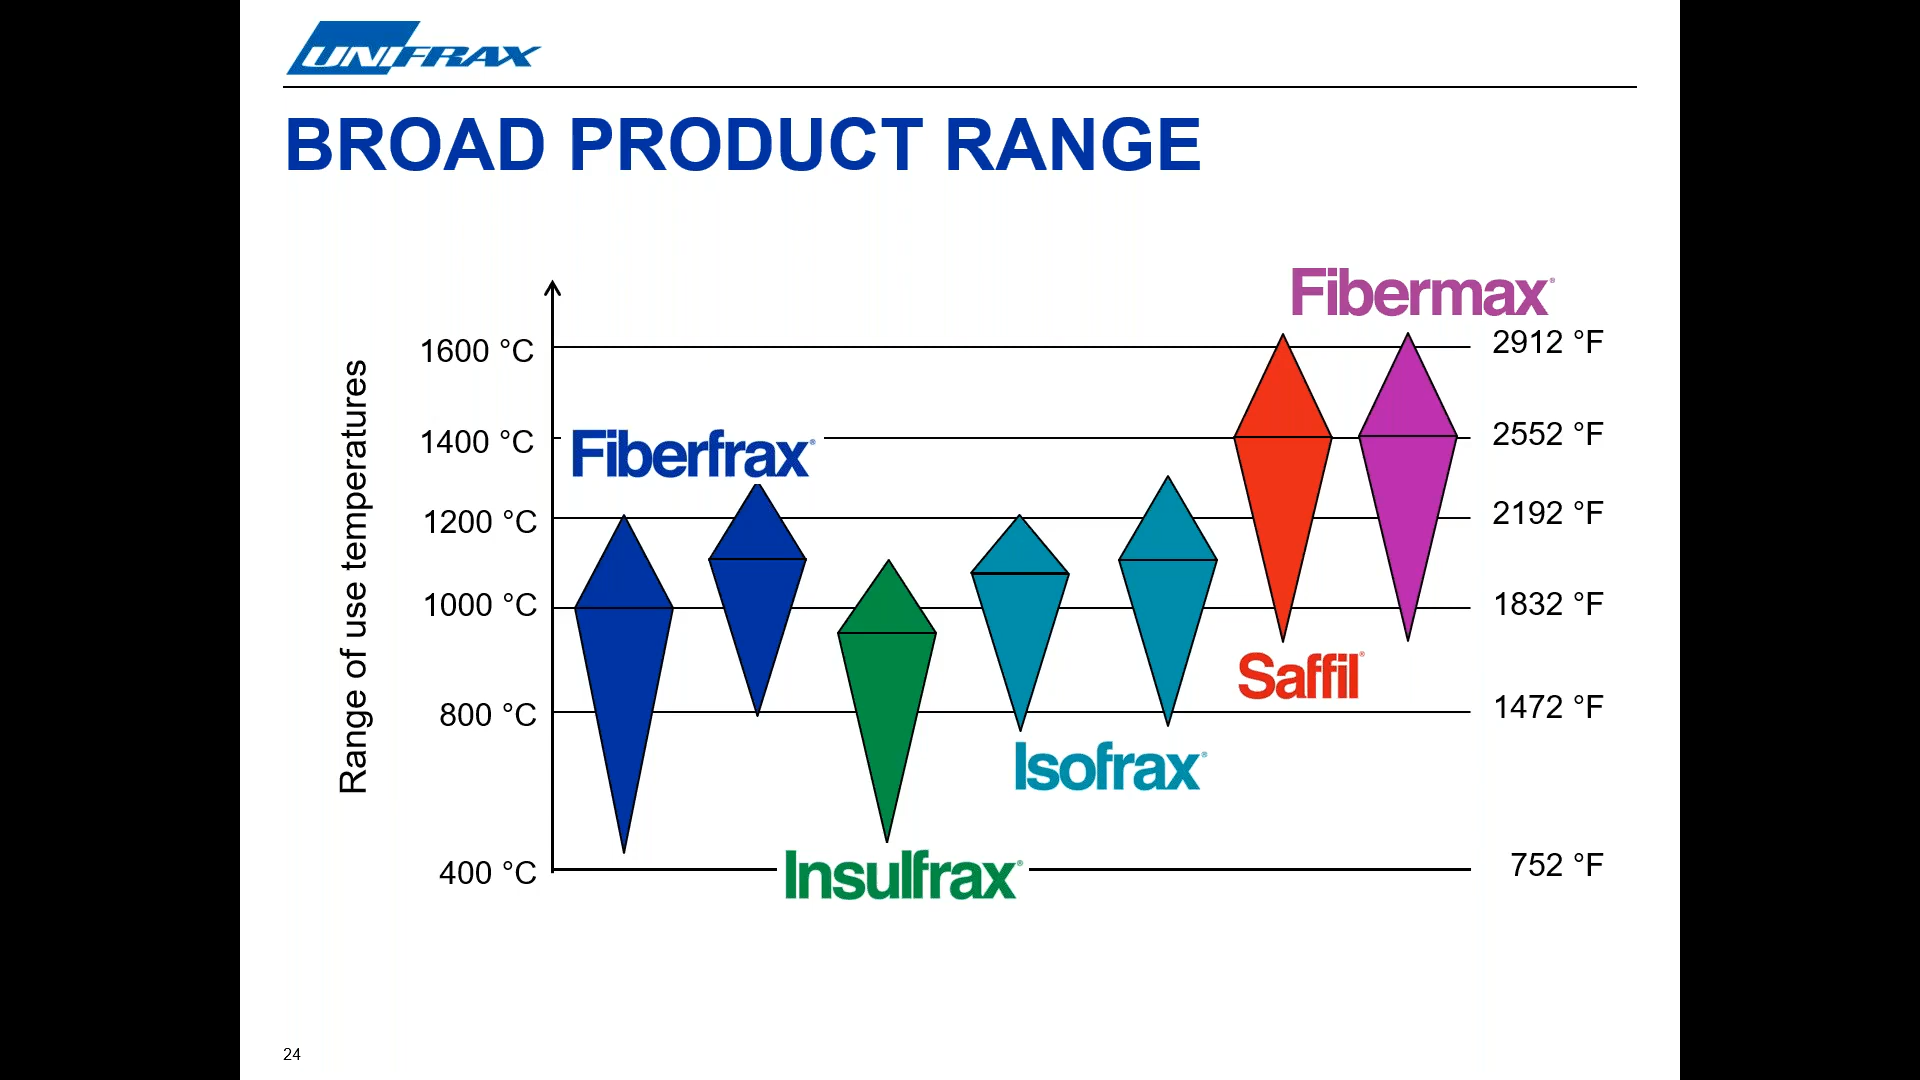 UNIFRAX
BROAD PRODUCT RANGE
Fibermax®
1600 °C
2912 °F
Fiberfrax®
1400 °C
2552 °F
1200 °C
2192 °F
Range of use temperatures
1000 °C
1832 °F
Saffil®
800 °C
1472 °F
Isofrax®
Insulfrax®
400 °C
752 °F
24